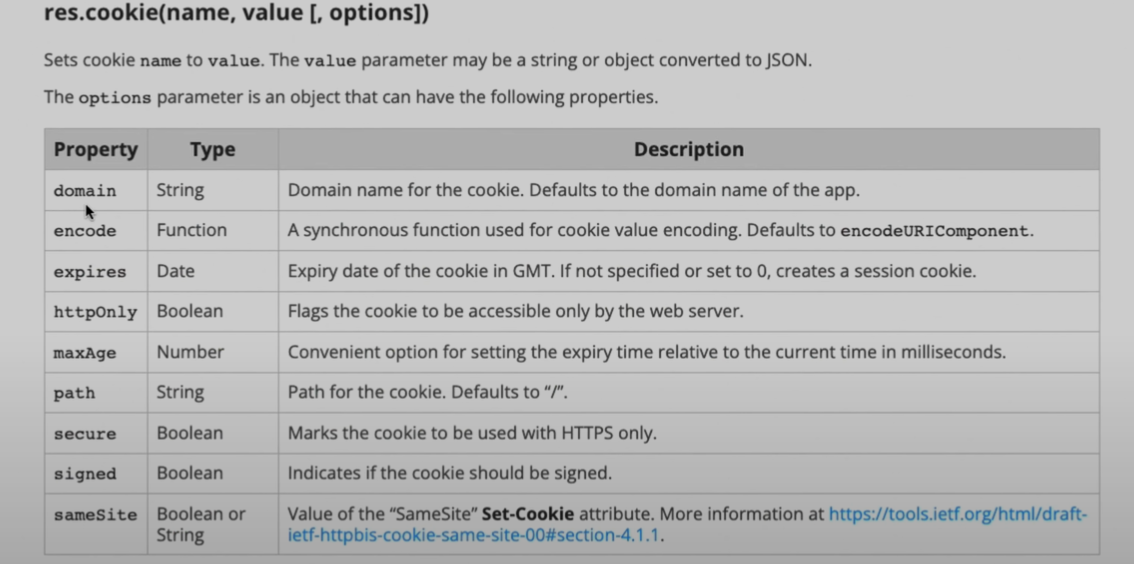 res.cookie(name, value [, options])
Sets cookie name to value. The value parameter may be a string or object converted to JSON.
The options parameter is an object that can have the following properties.
Property Type Description
domain String Domain name for the cookie. Defaults to the domain name of the app.
encode Function A synchronous function used for cookie value encoding. Defaults to encodeURIComponent.
expires Date Expiry date of the cookie in GMT. If not specified or set to 0, creates a session cookie.
httpOnly Boolean Flags the cookie to be accessible only by the web server.
maxAge Number Convenient option for setting the expiry time relative to the current time in milliseconds.
path String Path for the cookie. Defaults to “/”.
secure Boolean Marks the cookie to be used with HTTPS only.
signed Boolean Indicates if the cookie should be signed.
sameSite Boolean or Value of the “SameSite” Set-Cookie attribute. More information at https://tools.ietf.org/html/draft-
String ietf-httpbis-cookie-same-site-00#section-4.1.1.